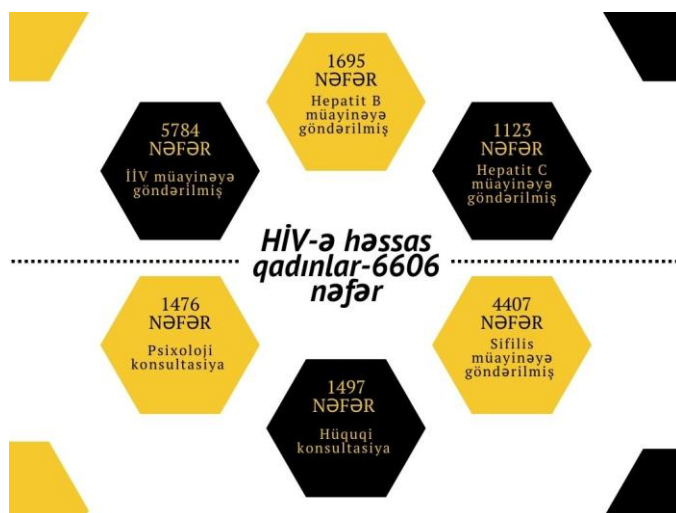 1695
NƏFƏR
Hepatit B
müayinəyə
göndərilmiş
5784
NƏFƏR
İİV müayinəyə
göndərilmiş
1123
NƏFƏR
Hepatit C
müayinəyə
göndərilmiş
HİV-ə həssas
qadınlar-6606
nəfər
1476
NƏFƏR
Psixoloji
konsultasiya
4407
NƏFƏR
Sifilis
müayinəyə
göndərilmiş
1497
NƏFƏR
Hüquqi
konsultasiya